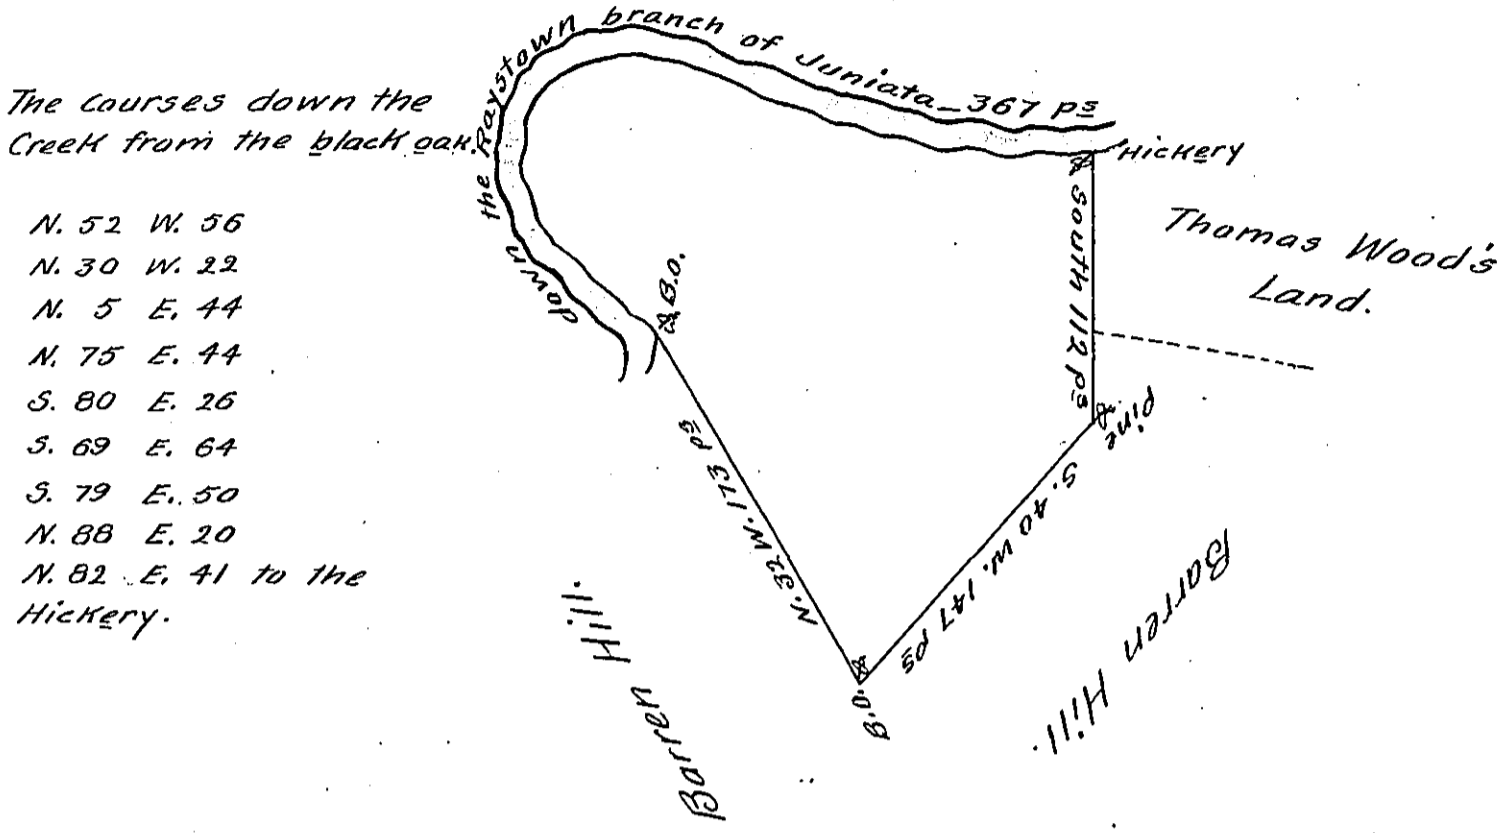 The Courses down the
Creek from the black oak.
N. 52 W. 56
N. 30 W. 22
N. 5 E. 44
N. 75 E. 44
S. 80 E. 26
S. 69 E. 64
S. 79 E. 50
N. 88 E. 20
N. 82 E. 41 to the
Hickery.
down the Raystown branch of Juniata 367 ps
Hickery
South 112 ps
Thomas Wood's
Land.
pine
S. 40 W. 147 ps
B.O.
N. 32 W. 173 ps
B.O.
Barren Hill.
Barren Hill.